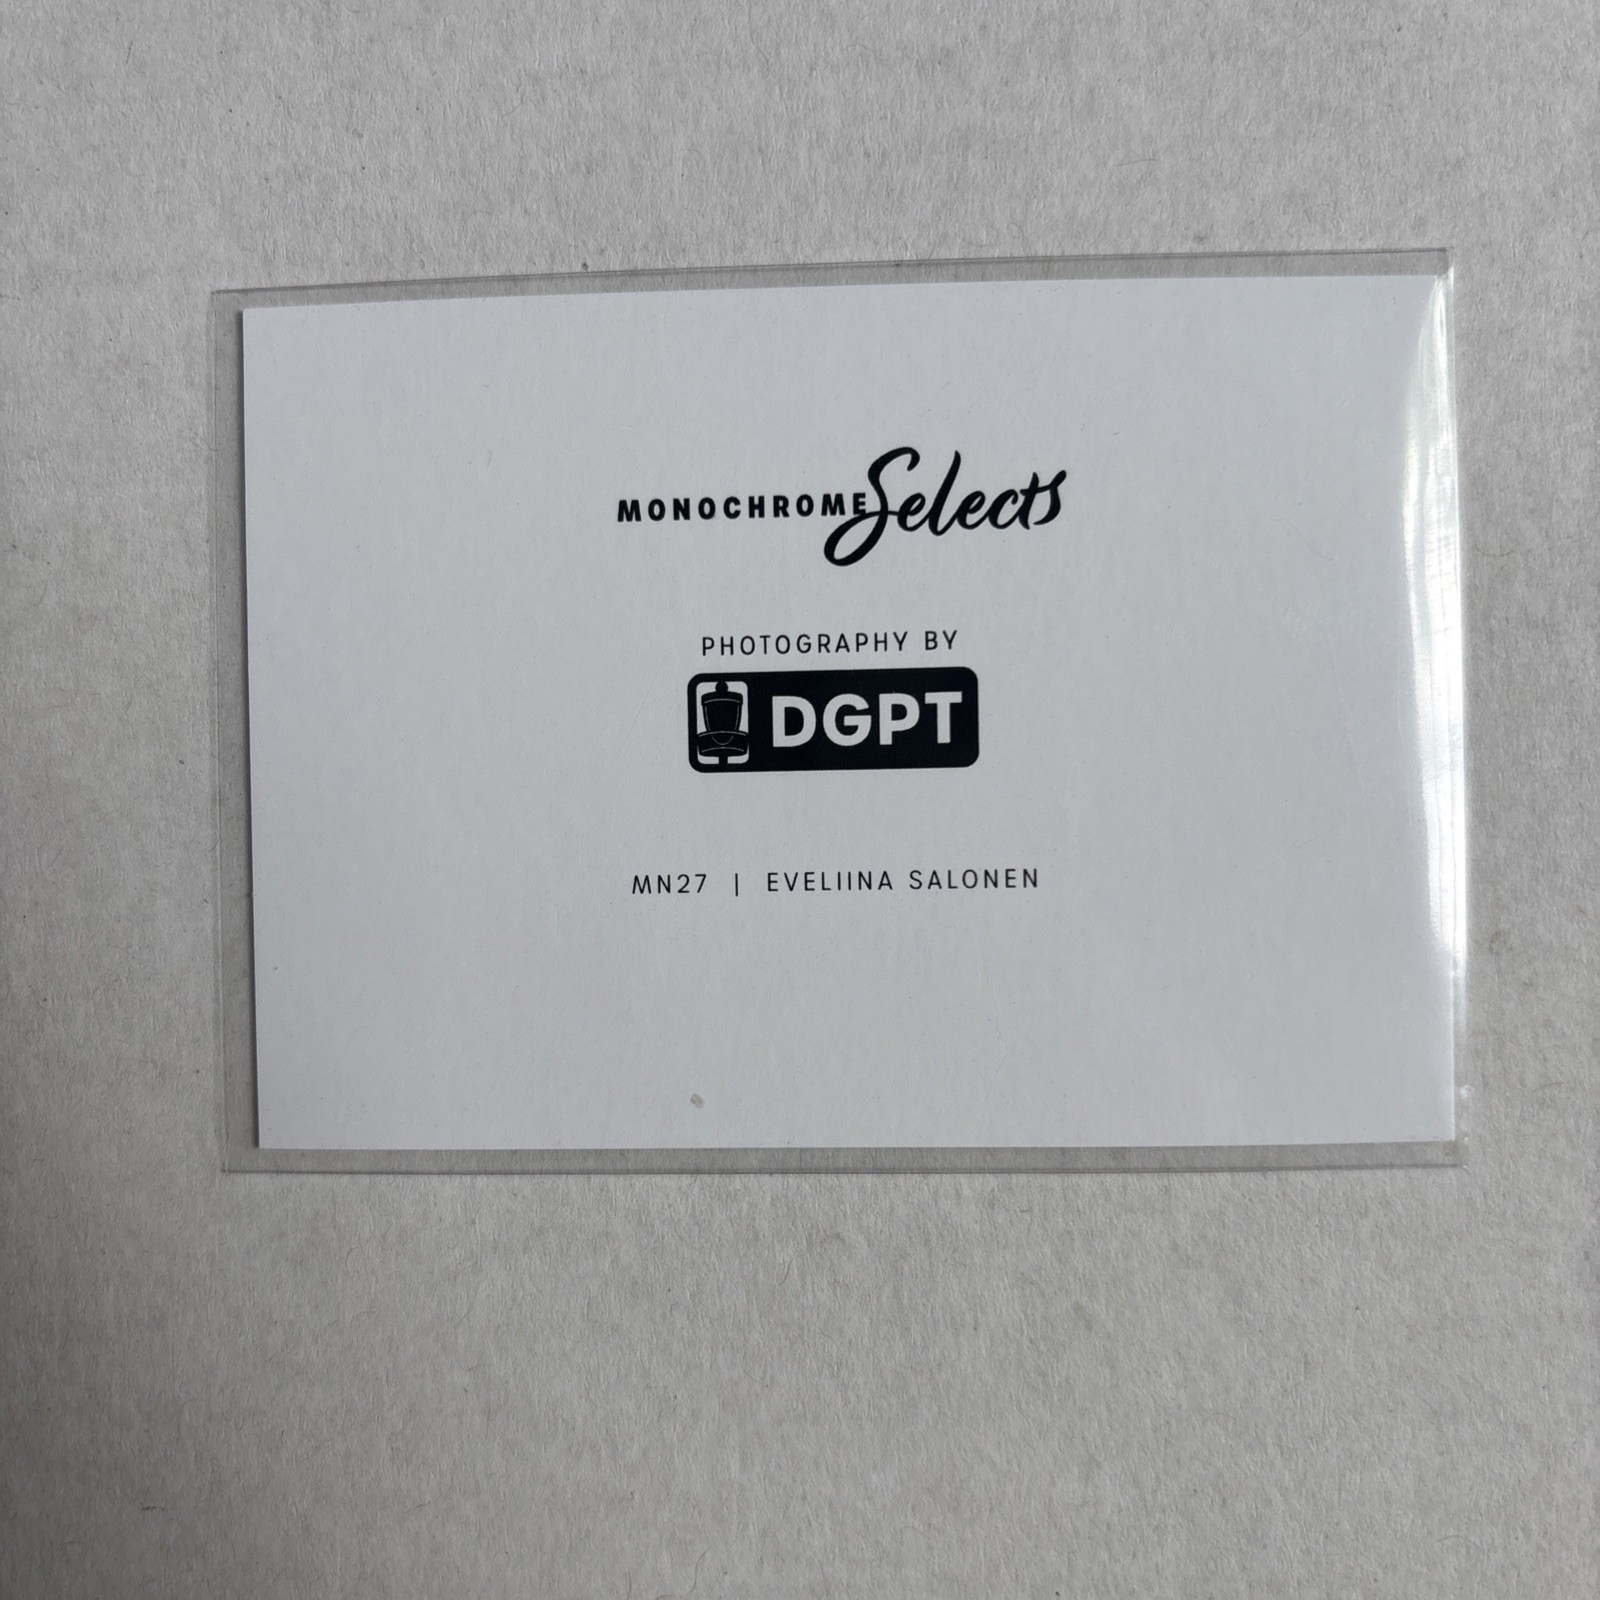 MONOCHROME Selects
PHOTOGRAPHY BY
DGPT
MN27 | EVELIINA SALONEN